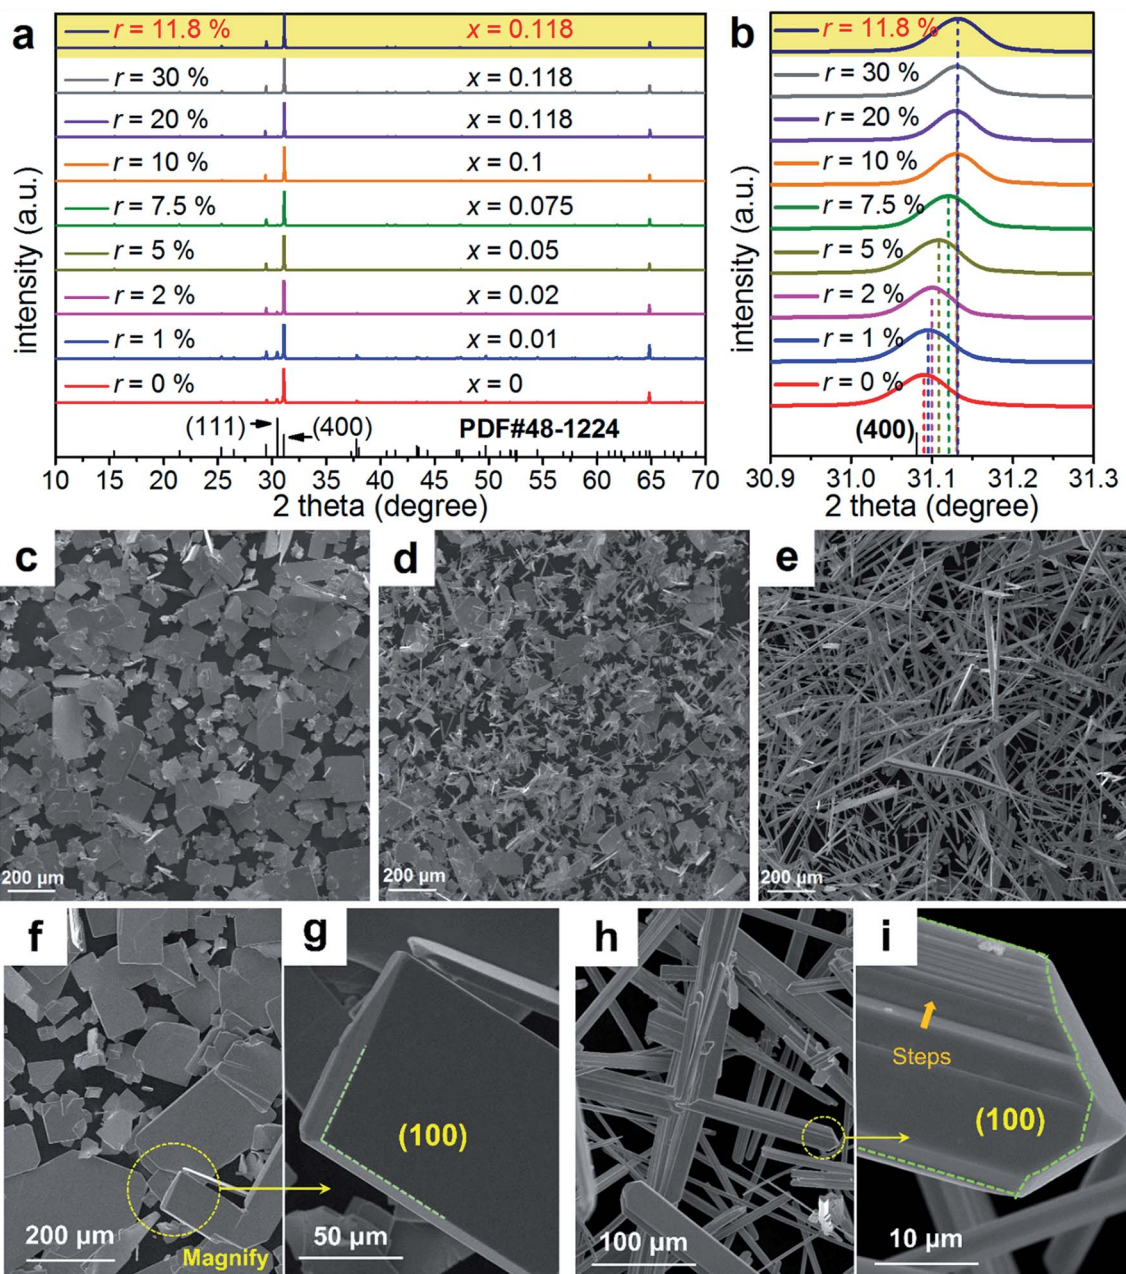 a
r = 11.8 % x = 0.118
r = 30 % x = 0.118
r = 20 % x = 0.118
r = 10 % x = 0.1
r = 7.5 % x = 0.075
r = 5 % x = 0.05
r = 2 % x = 0.02
r = 1 % x = 0.01
r = 0 % x = 0
(111) (400) PDF#48-1224
intensity (a.u.)
10 15 20 25 30 35 40 45 50 55 60 65 70
2 theta (degree)
b
r = 11.8 %
r = 30 %
r = 20 %
r = 10 %
r = 7.5 %
r = 5 %
r = 2 %
r = 1 %
r = 0 %
(400)
intensity (a.u.)
30.9 31.0 31.1 31.2 31.3
2 theta (degree)
c
200 µm
d
200 µm
e
200 µm
f
200 µm
Magnify
g
(100)
50 µm
h
100 µm
i
Steps
(100)
10 µm